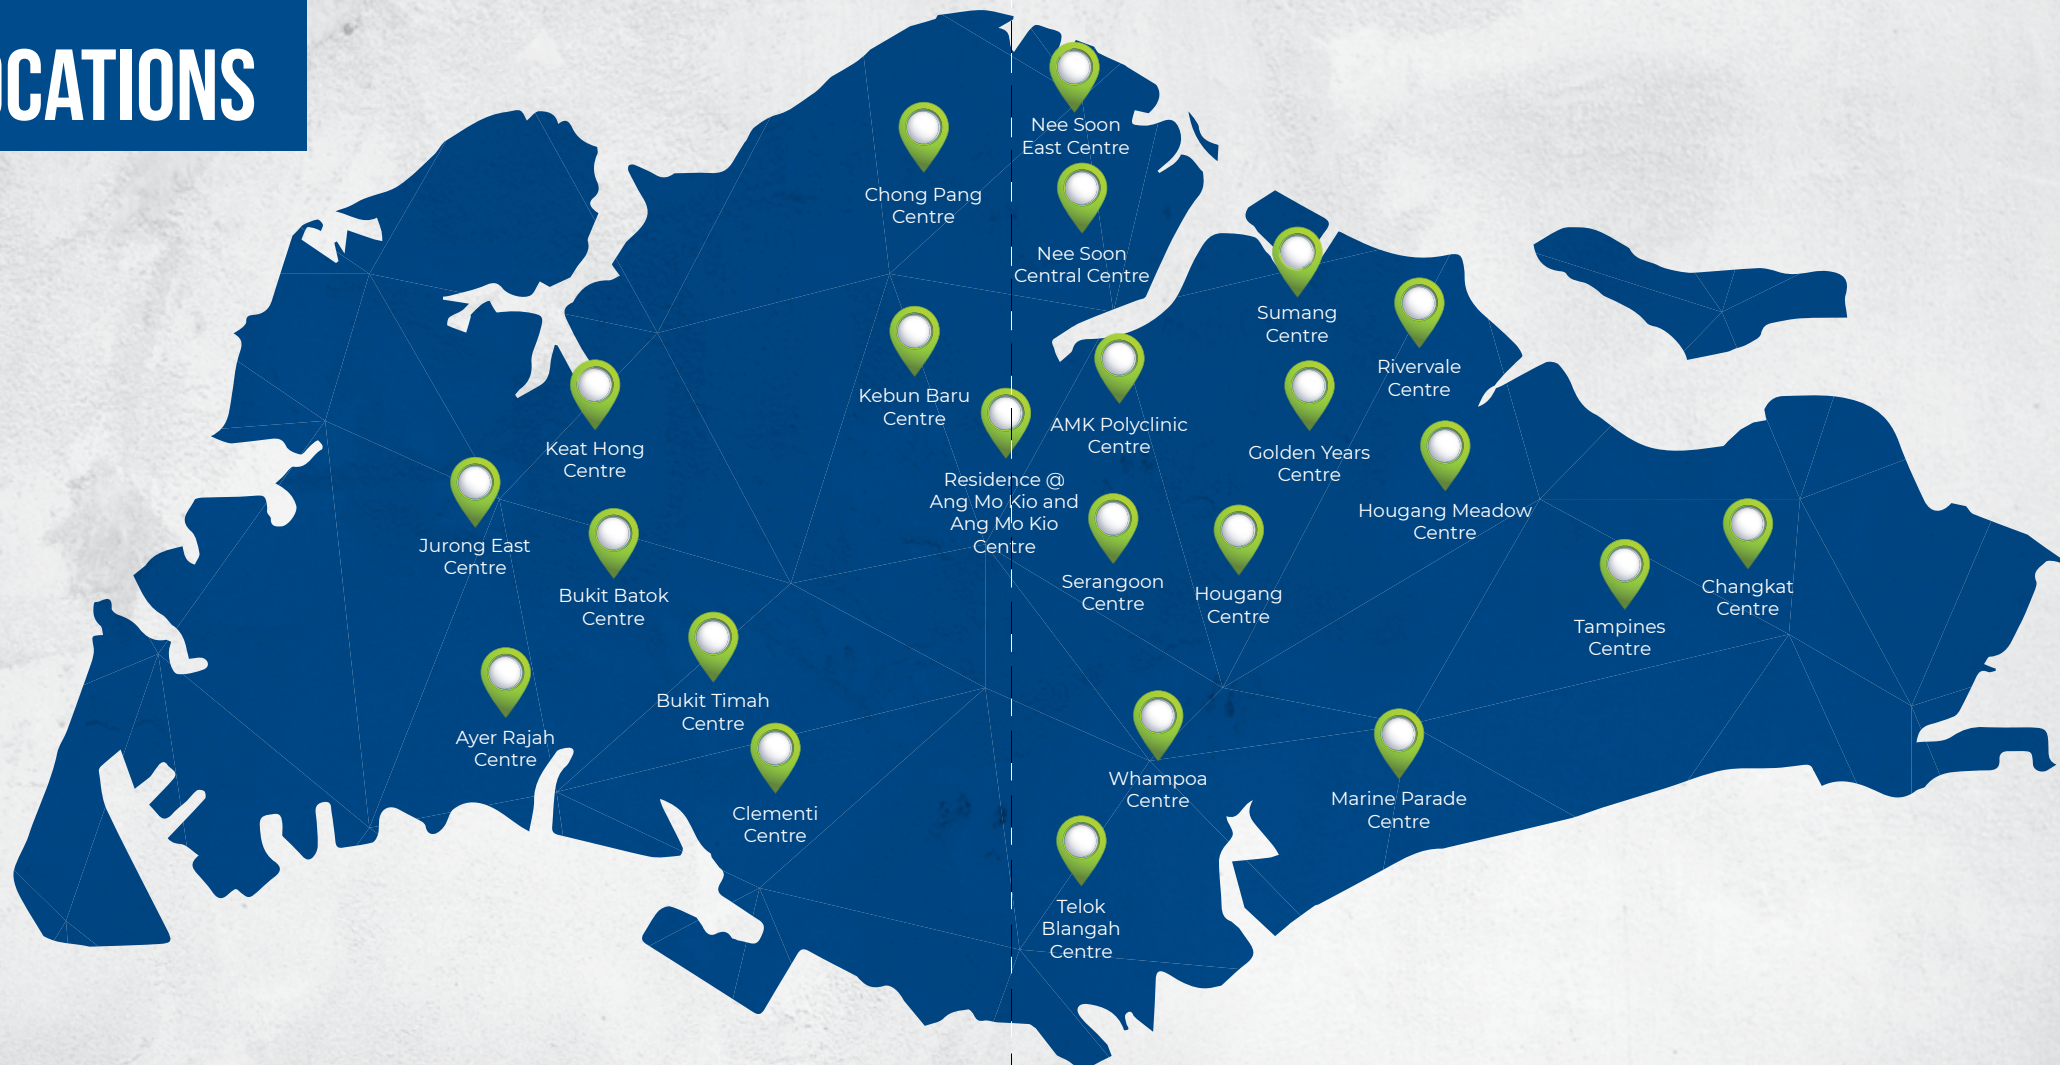 OCATIONS
Nee Soon
East Centre
Chong Pang
Centre
Nee Soon
Central Centre
Sumang
Centre
Rivervale
Centre
Kebun Baru
Centre
AMK Polyclinic
Centre
Keat Hong
Centre
Golden Years
Centre
Residence @
Ang Mo Kio and
Ang Mo Kio
Centre
Hougang Meadow
Centre
Jurong East
Centre
Serangoon
Centre
Hougang
Centre
Changkat
Centre
Bukit Batok
Centre
Tampines
Centre
Bukit Timah
Centre
Ayer Rajah
Centre
Whampoa
Centre
Marine Parade
Centre
Clementi
Centre
Telok
Blangah
Centre